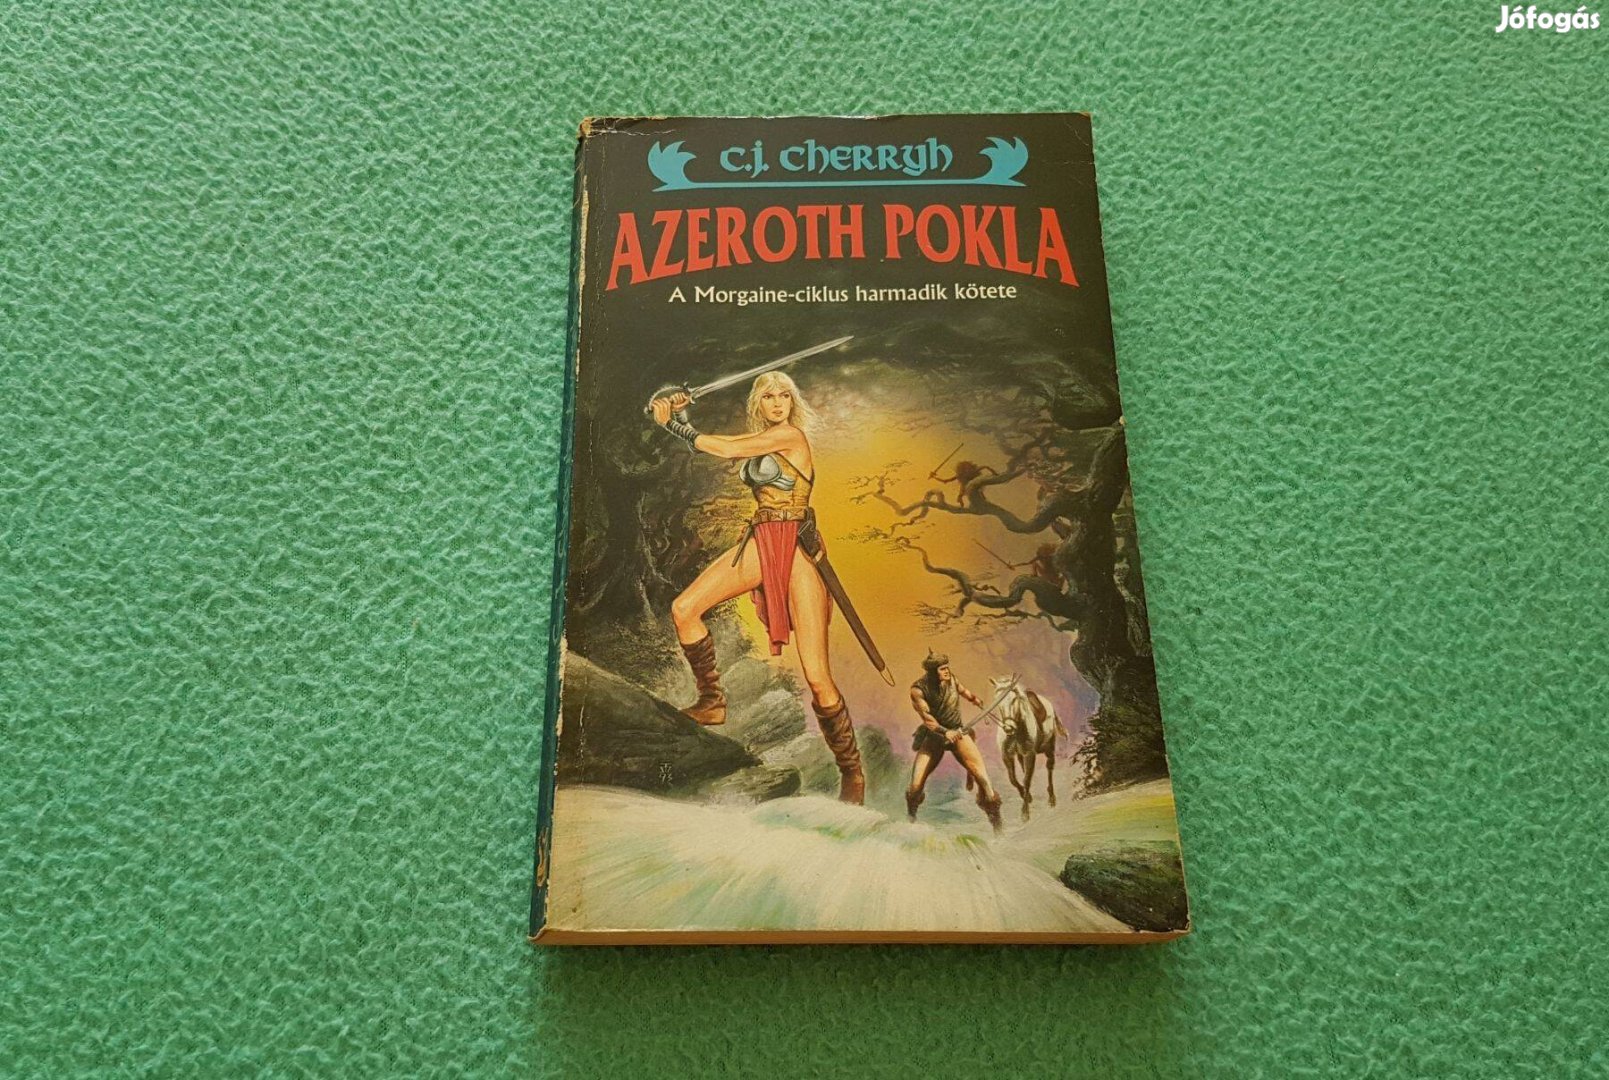 Jófogás
C.J. Cherryh
AZEROTH POKLA
A Morgaine-ciklus harmadik kötete